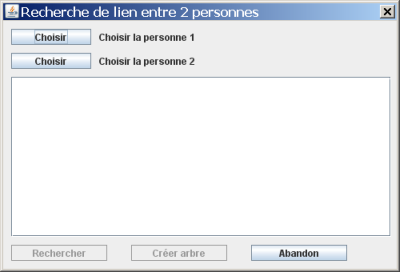 Recherche de lien entre 2 personnes
Choisir Choisir la personne 1
Choisir Choisir la personne 2
Rechercher Créer arbre Abandon